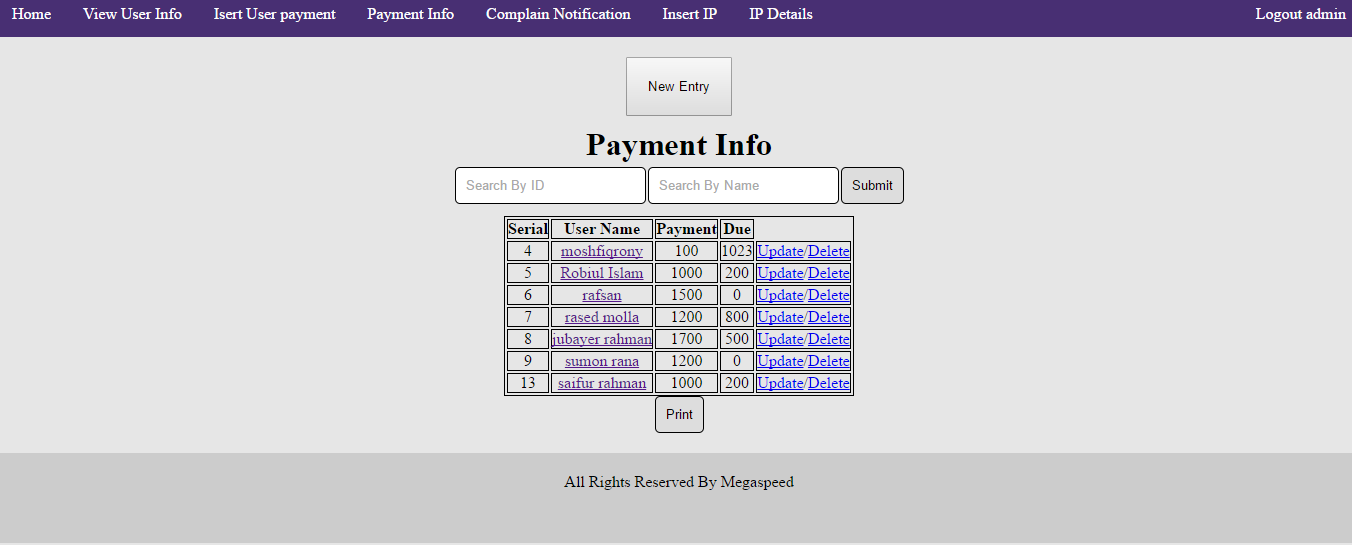 Home View User Info Isert User payment Payment Info Complain Notification Insert IP IP Details Logout admin
New Entry
Payment Info
Search By ID Search By Name Submit
Serial User Name Payment Due
4 moshfiqrony 100 1023 Update/Delete
5 Robiul Islam 1000 200 Update/Delete
6 rafsan 1500 0 Update/Delete
7 rased molla 1200 800 Update/Delete
8 jubayer rahman 1700 500 Update/Delete
9 sumon rana 1200 0 Update/Delete
13 saifur rahman 1000 200 Update/Delete
Print
All Rights Reserved By Megaspeed